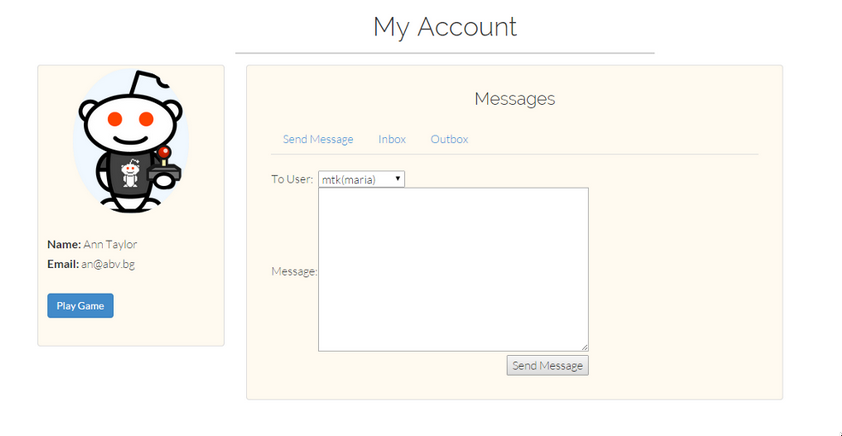 My Account
Name: Ann Taylor
Email: an@abv.bg
Play Game
Messages
Send Message Inbox Outbox
To User: mtk(maria)
Message:
Send Message